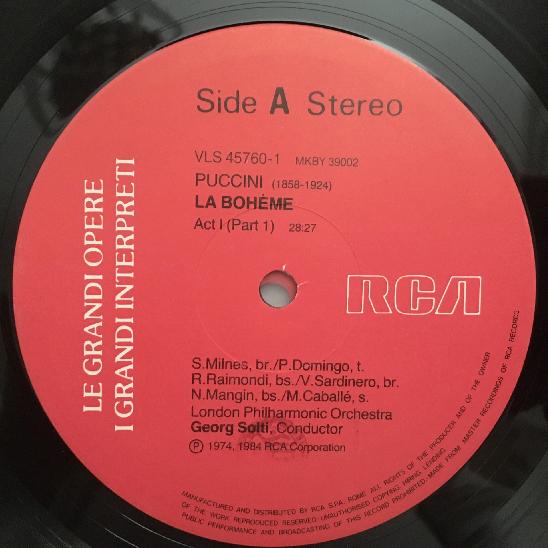 Side A Stereo
VLS 45760-1 MKBY 39002
PUCCINI (1858-1924)
LA BOHÈME
Act I (Part 1) 28:27
LE GRANDI OPERE
I GRANDI INTERPRETI
RCA
S.Milnes, br./P.Domingo, t.
R.Raimondi, bs./V.Sardinero, br.
N.Mangin, bs./M.Caballé, s.
London Philharmonic Orchestra
Georg Solti, Conductor
℗ 1974, 1984 RCA Corporation
MANUFACTURED AND DISTRIBUTED BY RCA S.P.A. ROME. ALL RIGHTS OF THE PRODUCER AND OF THE OWNER
OF THE WORK REPRODUCED RESERVED. UNAUTHORISED COPYING, HIRING, LENDING,
PUBLIC PERFORMANCE AND BROADCASTING OF THIS RECORD PROHIBITED. MADE FROM MASTER RECORDINGS OF RCA RECORDS